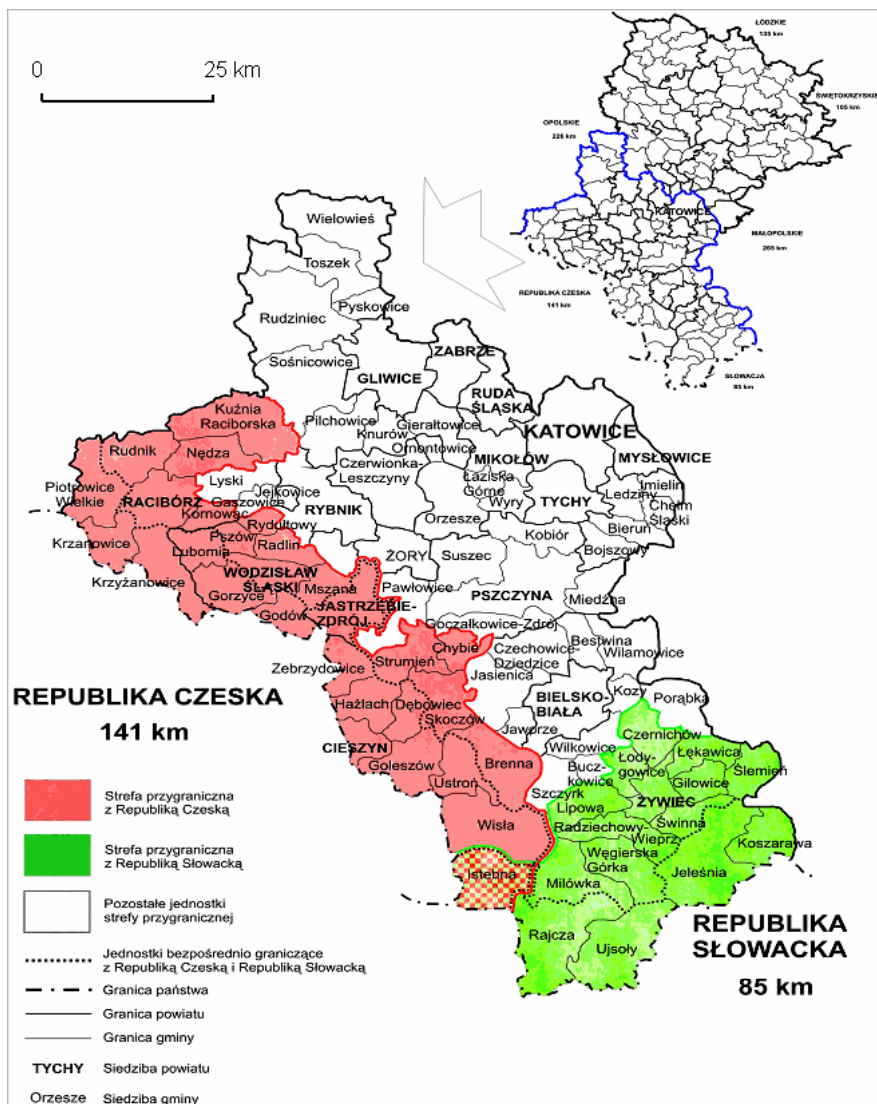 0 25 km
ŁÓDZKIE
135 km
ŚWIĘTOKRZYSKIE
105 km
OPOLSKIE
226 km
KATOWICE
MAŁOPOLSKIE
265 km
REPUBLIKA CZESKA
141 km
SŁOWACJA
85 km
Wielowieś
Toszek
Pyskowice
Rudziniec
Sośnicowice
GLIWICE
ZABRZE
RUDA
ŚLĄSKA
KATOWICE
MYSŁOWICE
Kuźnia
Raciborska
Pilchowice
Knurów
Gierałtowice
Ornontowice
MIKOŁÓW
Rudnik
Nędza
Czerwionka-
Leszczyny
Łaziska
Górne
Wyry
TYCHY
Imielin
Lędziny
Chełm
Śląski
Piotrowice
Wielkie
RACIBÓRZ
Lyski
Jejkowice
Gaszowice
Kornowac
RYBNIK
Orzesze
Kobiór
Bieruń
Bojszowy
Krzanowice
Rydułtowy
Pszów
Radlin
Lubomia
ŻORY
Suszec
Krzyżanowice
WODZISŁAW
ŚLĄSKI
Mszana
Pawłowice
PSZCZYNA
Miedźna
Gorzyce
Godów
JASTRZĘBIE-
ZDRÓJ
Goczałkowice-Zdrój
Zebrzydowice
Strumień
Chybie
Czechowice-
Dziedzice
Bestwina
Wilamowice
Jasienica
REPUBLIKA CZESKA
141 km
Hażlach
Dębowiec
Skoczów
BIELSKO-
BIAŁA
Kozy
Porąbka
CIESZYN
Goleszów
Ustroń
Brenna
Jaworze
Wilkowice
Bucz-
kowice
Szczyrk
Czernichów
Łody-
gowice
Łękawica
Gilowice
Ślemień
Lipowa
ŻYWIEC
Wisła
Radziechowy
Wieprz
Świnna
Koszarawa
Istebna
Węgierska
Górka
Milówka
Jeleśnia
Rajcza
Ujsoły
REPUBLIKA
SŁOWACKA
85 km
Strefa przygraniczna
z Republiką Czeską
Strefa przygraniczna
z Republiką Słowacką
Pozostałe jednostki
strefy przygranicznej
Jednostki bezpośrednio graniczące
z Republiką Czeską i Republiką Słowacką
Granica państwa
Granica powiatu
Granica gminy
TYCHY Siedziba powiatu
Orzesze Siedziba gminy